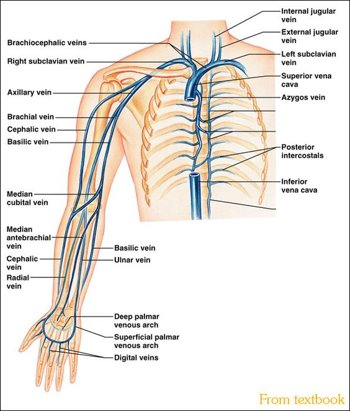 Brachiocephalic veins
Right subclavian vein
Axillary vein
Brachial vein
Cephalic vein
Basilic vein
Median
cubital vein
Median
antebrachial
vein
Cephalic
vein
Radial
vein
Internal jugular
vein
External jugular
vein
Left subclavian
vein
Superior vena
cava
Azygos vein
Posterior
intercostals
Inferior
vena cava
Basilic vein
Ulnar vein
Deep palmar
venous arch
Superficial palmar
venous arch
Digital veins
From textbook